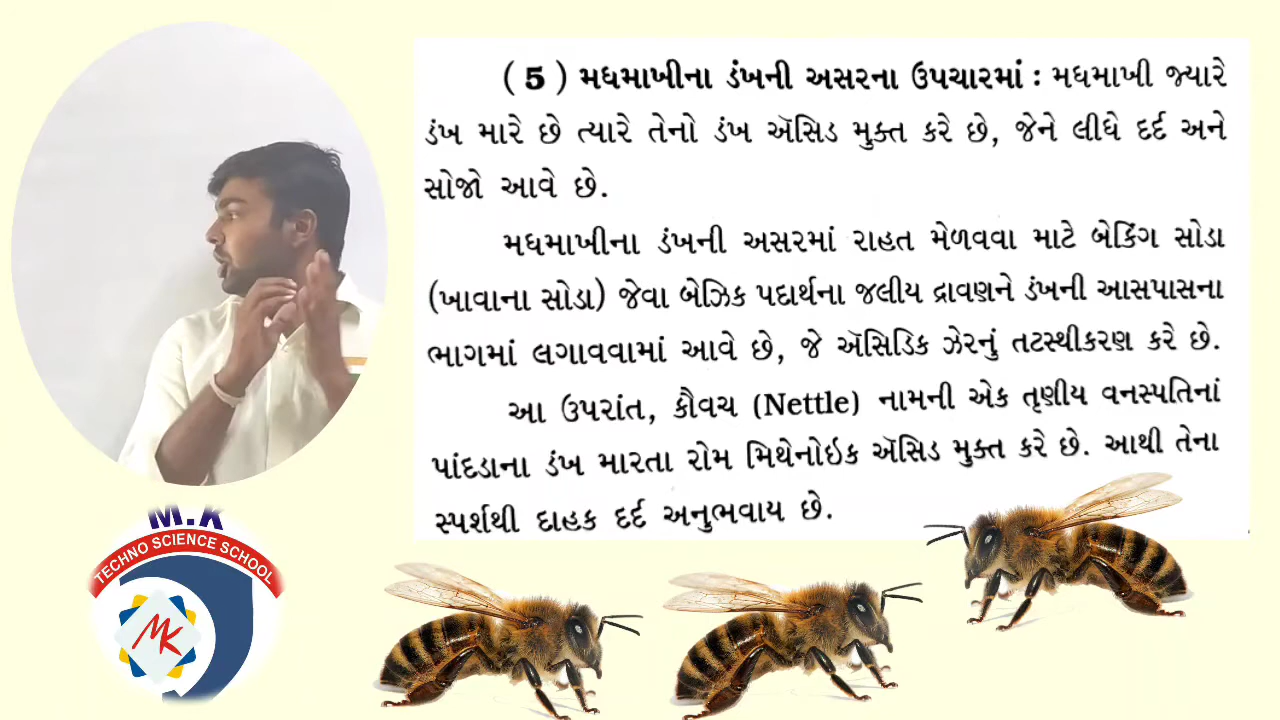 ( 5 ) મધમાખીના ડંખની અસરના ઉપચારમાં : મધમાખી જ્યારે
ડંખ મારે છે ત્યારે તેનો ડંખ ઍસિડ મુક્ત કરે છે, જેને લીધે દર્દ અને
સોજો આવે છે.
મધમાખીના ડંખની અસરમાં રાહત મેળવવા માટે બેકિંગ સોડા
(ખાવાના સોડા) જેવા બેઝિક પદાર્થના જલીય દ્રાવણને ડંખની આસપાસના
ભાગમાં લગાવવામાં આવે છે, જે ઍસિડિક ઝેરનું તટસ્થીકરણ કરે છે.
આ ઉપરાંત, કૌવચ (Nettle) નામની એક તૃણીય વનસ્પતિનાં
પાંદડાના ડંખ મારતા રોમ મિથેનોઇક ઍસિડ મુક્ત કરે છે. આથી તેના
સ્પર્શથી દાહક દર્દ અનુભવાય છે.
M.K
TECHNO SCIENCE SCHOOL
MK